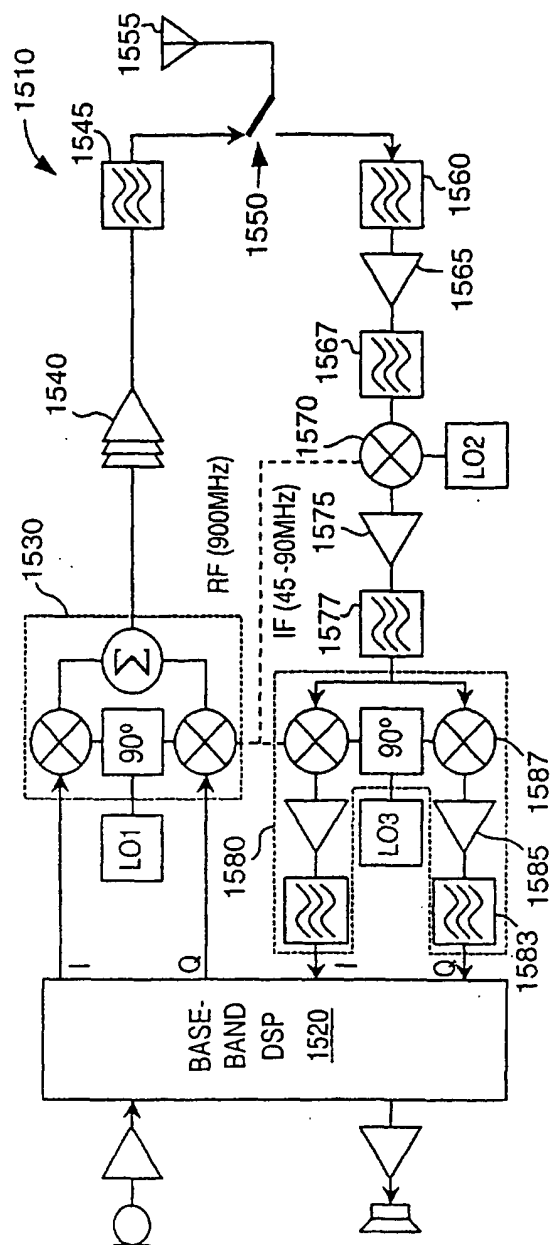 1510
1555
1545
1550
1540
1560
1565
1567
1570
LO2
1575
1577
RF (900MHz)
IF (45-90MHz)
1530
Σ
90°
LO1
I
Q
90°
LO3
1580
1587
1585
1583
I
Q
BASE-
BAND
DSP
1520